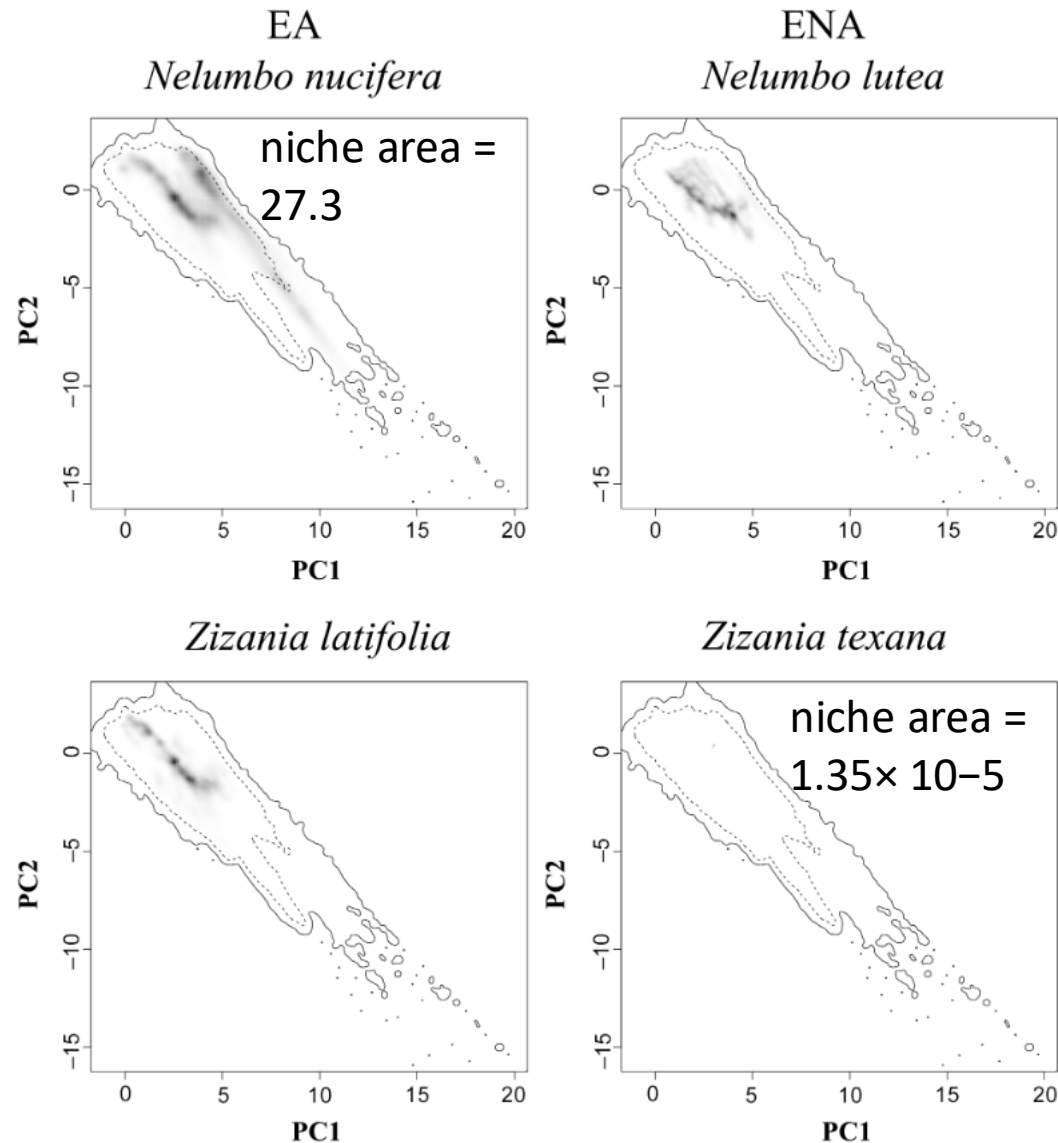 EA
ENA
Nelumbo nucifera
Nelumbo lutea
niche area =
27.3
PC2
0
−5
−10
−15
0 5 10 15 20
PC1
PC2
0
−5
−10
−15
0 5 10 15 20
PC1
Zizania latifolia
Zizania texana
PC2
0
−5
−10
−15
0 5 10 15 20
PC1
niche area =
1.35× 10−5
PC2
0
−5
−10
−15
0 5 10 15 20
PC1